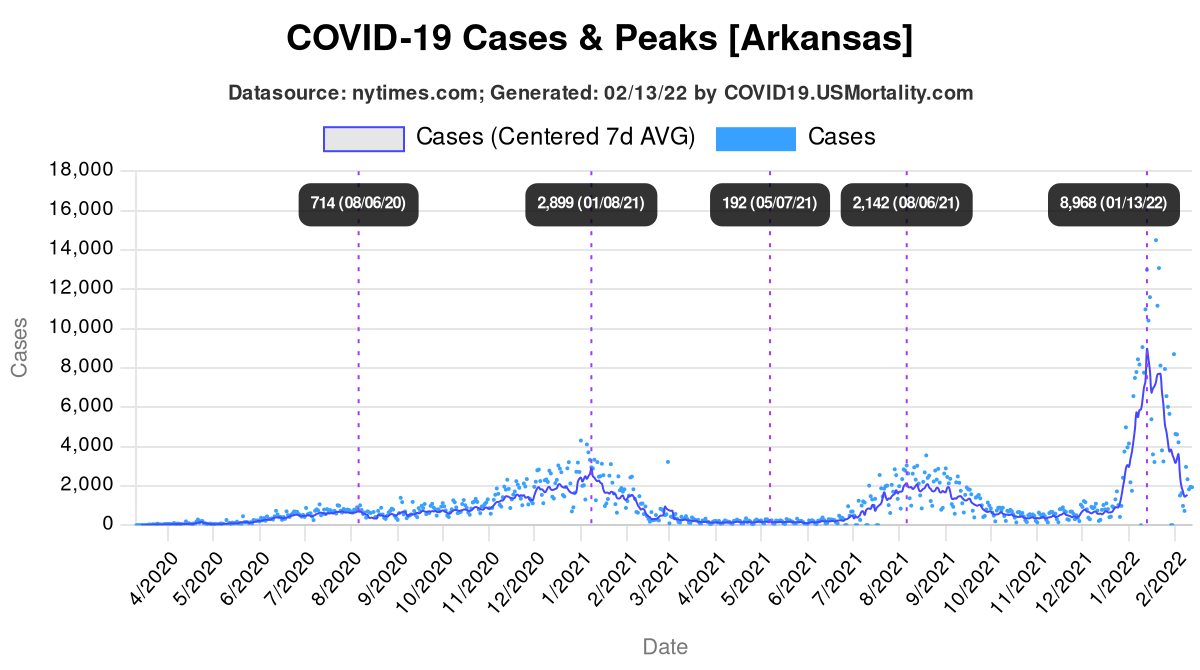 COVID-19 Cases & Peaks [Arkansas]
Datasource: nytimes.com; Generated: 02/13/22 by COVID19.USMortality.com
Cases (Centered 7d AVG) Cases
18,000
714 (08/06/20) 2,899 (01/08/21) 192 (05/07/21) 2,142 (08/06/21) 8,968 (01/13/22)
16,000
14,000
12,000
10,000
8,000
6,000
4,000
2,000
0
Cases
4/2020 5/2020 6/2020 7/2020 8/2020 9/2020 10/2020 11/2020 12/2020 1/2021 2/2021 3/2021 4/2021 5/2021 6/2021 7/2021 8/2021 9/2021 10/2021 11/2021 12/2021 1/2022 2/2022
Date